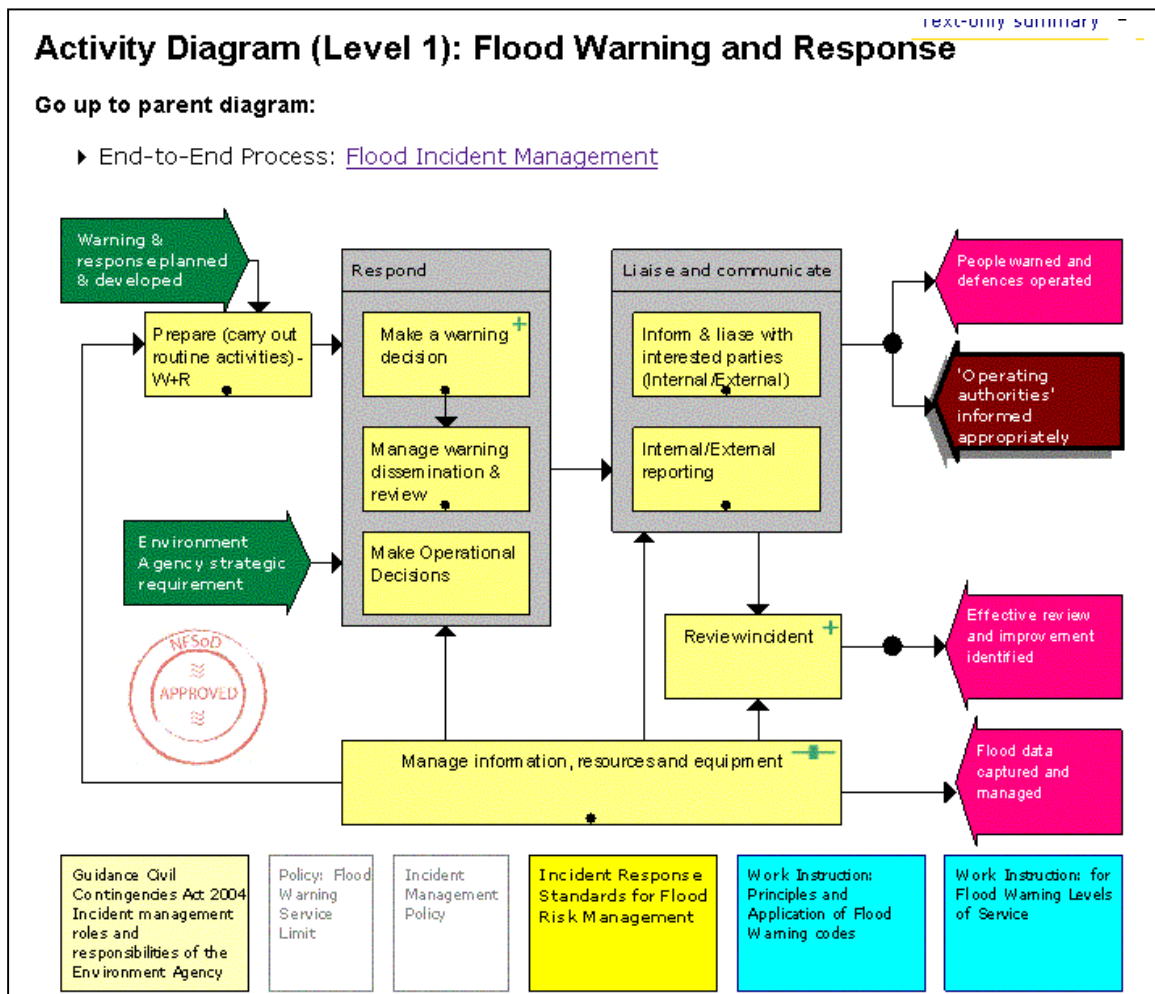 Text-only summary
Activity Diagram (Level 1): Flood Warning and Response
Go up to parent diagram:
End-to-End Process: Flood Incident Management
Warning &
response planned
& developed
Prepare (carry out
routine activities) -
W+R
Respond
Make a warning
decision
Manage warning
dissemination &
review
Make Operational
Decisions
Environment
Agency strategic
requirement
Liaise and communicate
Inform & liase with
interested parties
(Internal/External)
Internal/External
reporting
People warned and
defences operated
'Operating
authorities'
informed
appropriately
Reviewincident
Effective review
and improvement
identified
NFSoD
APPROVED
Manage information, resources and equipment
Flood data
captured and
managed
Guidance Civil
Contingencies Act 2004
Incident management
roles and
responsibilities of the
Environment Agency
Policy: Flood
Warning
Service
Limit
Incident
Management
Policy
Incident Response
Standards for Flood
Risk Management
Work Instruction:
Principles and
Application of Flood
Warning codes
Work Instruction: for
Flood Warning Levels
of Service